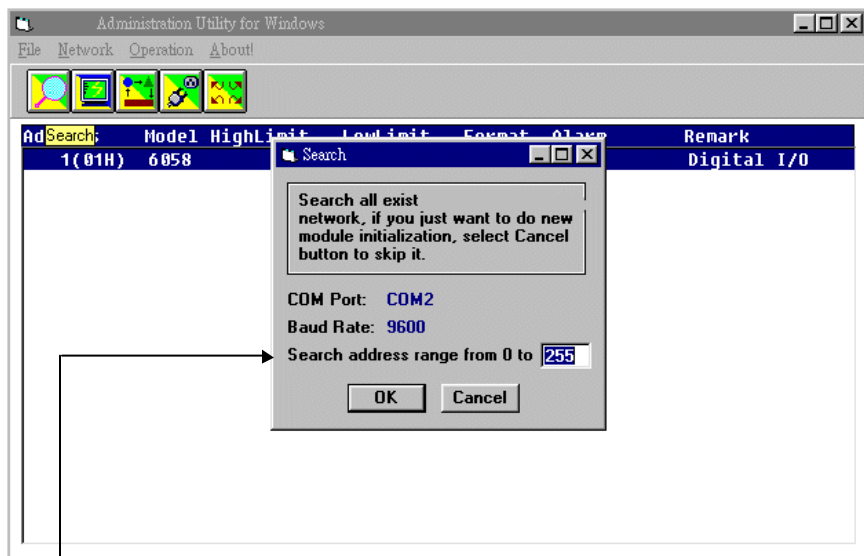 Administration Utility for Windows
File Network Operation About!
Search
Ad s Model HighLimit LowLimit Format Alarm Remark
1(01H) 6058 Digital I/O
Search
Search all exist
network, if you just want to do new
module initialization, select Cancel
button to skip it.
COM Port: COM2
Baud Rate: 9600
Search address range from 0 to 255
OK Cancel